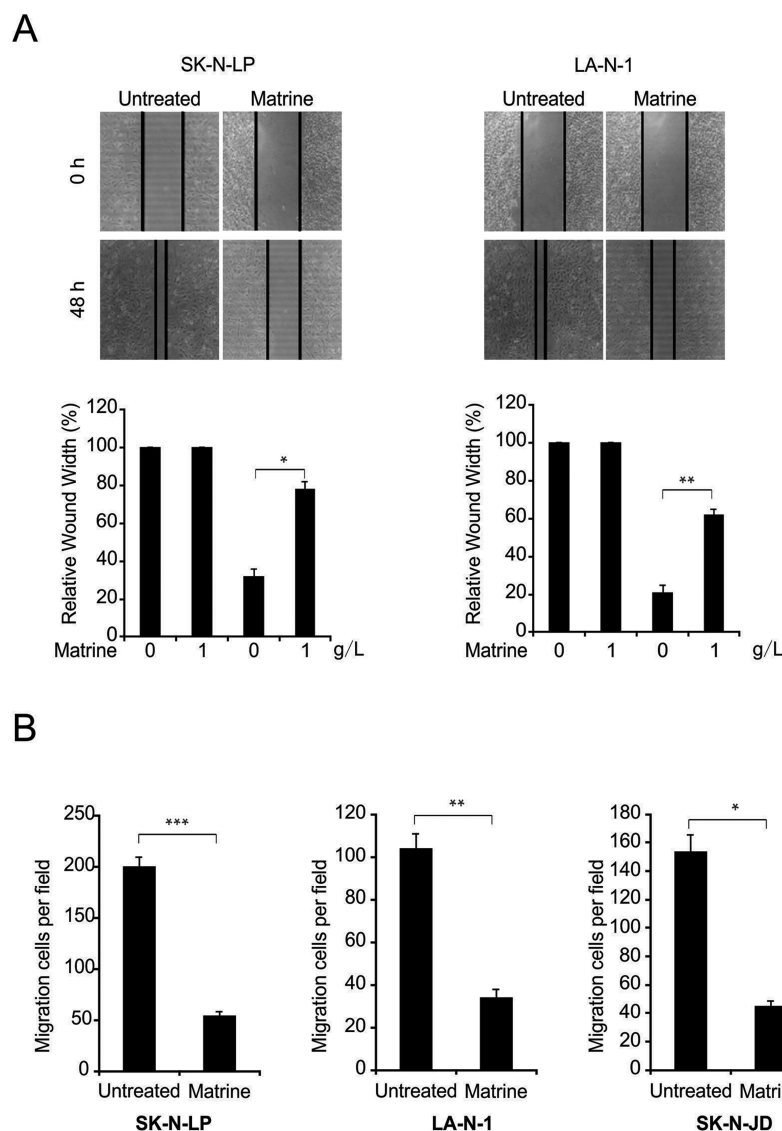 A
SK-N-LP
LA-N-1
Untreated Matrine
Untreated Matrine
0 h
48 h
Relative Wound Width (%)
120
100
80
60
40
20
0
*
Matrine 0 1 0 1 g/L
Relative Wound Width (%)
120
100
80
60
40
20
0
**
Matrine 0 1 0 1 g/L
B
Migration cells per field
250
200
150
100
50
0
***
Untreated Matrine
SK-N-LP
Migration cells per field
120
100
80
60
40
20
0
**
Untreated Matrine
LA-N-1
Migration cells per field
180
160
140
120
100
80
60
40
20
0
*
Untreated Matri
SK-N-JD